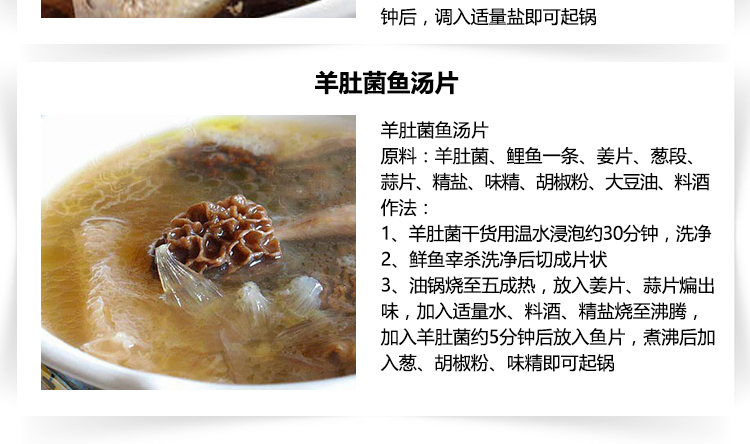 钟后，调入适量盐即可起锅
羊肚菌鱼汤片
羊肚菌鱼汤片
原料：羊肚菌、鲤鱼一条、姜片、葱段、
蒜片、精盐、味精、胡椒粉、大豆油、料酒
作法：
1、羊肚菌干货用温水浸泡约30分钟，洗净
2、鲜鱼宰杀洗净后切成片状
3、油锅烧至五成热，放入姜片、蒜片煸出
味，加入适量水、料酒、精盐烧至沸腾，
加入羊肚菌约5分钟后放入鱼片，煮沸后加
入葱、胡椒粉、味精即可起锅